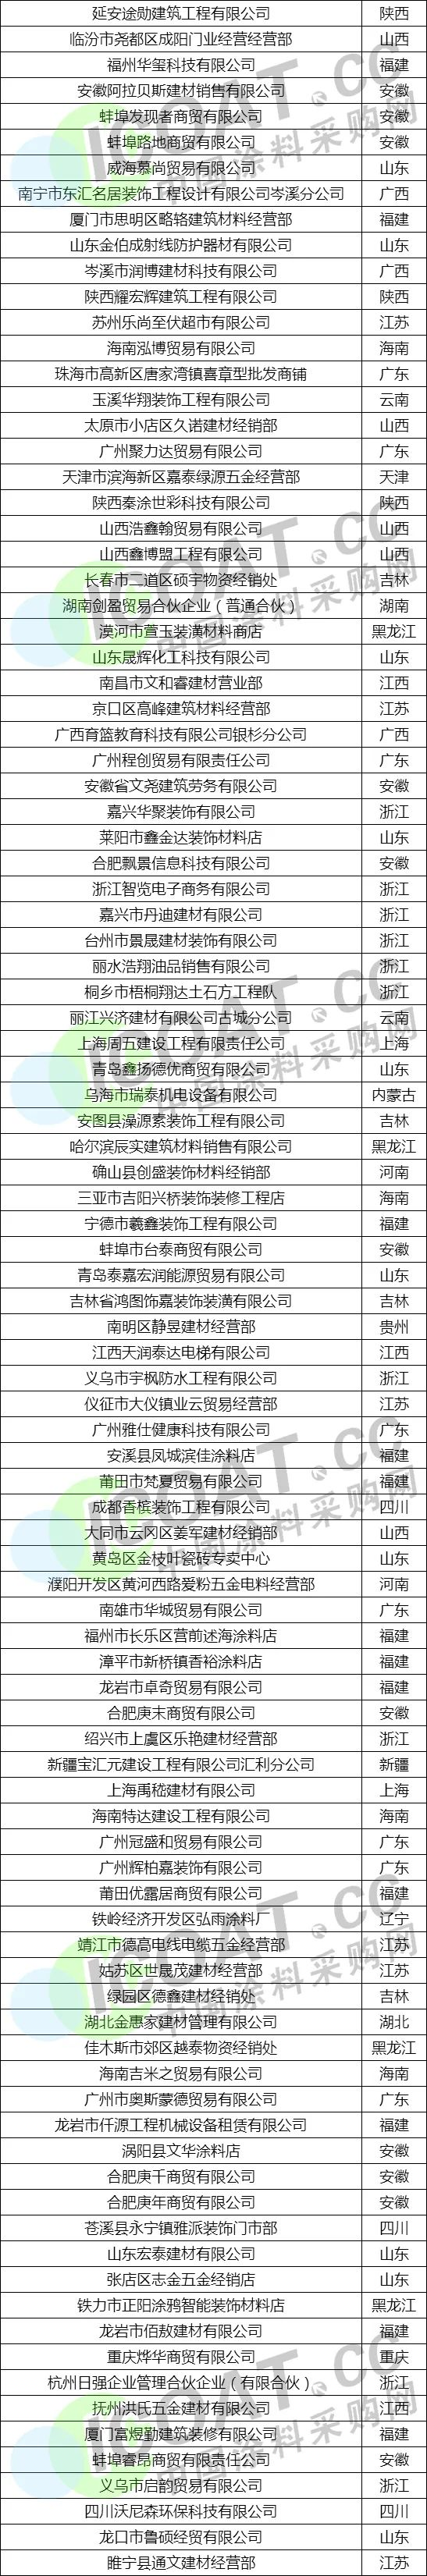 延安途勋建筑工程有限公司 陕西
临汾市尧都区成阳门业经营经营部 山西
福州华玺科技有限公司 福建
安徽阿拉贝斯建材销售有限公司 安徽
蚌埠发现者商贸有限公司 安徽
蚌埠路地商贸有限公司 安徽
威海慕尚贸易有限公司 山东
南宁市东汇名居装饰工程设计有限公司岑溪分公司 广西
厦门市思明区略辂建筑材料经营部 福建
山东金伯成射线防护器材有限公司 山东
岑溪市润博建材科技有限公司 广西
陕西耀宏辉建筑工程有限公司 陕西
苏州乐尚至伏超市有限公司 江苏
海南泓博贸易有限公司 海南
珠海市高新区唐家湾镇喜章型批发商铺 广东
玉溪华翔装饰工程有限公司 云南
太原市小店区久诺建材经销部 山西
广州聚力达贸易有限公司 广东
天津市滨海新区嘉泰绿源五金经营部 天津
陕西秦涂世彩科技有限公司 陕西
山西浩鑫翰贸易有限公司 山西
山西鑫博盟工程有限公司 山西
长春市二道区硕宇物资经销处 吉林
湖南剑盈贸易合伙企业（普通合伙） 湖南
漠河市萱玉装潢材料商店 黑龙江
山东晟辉化工科技有限公司 山东
南昌市文和睿建材营业部 江西
京口区高峰建筑材料经营部 江苏
广西育篮教育科技有限公司银杉分公司 广西
广州程创贸易有限责任公司 广东
安徽省文尧建筑劳务有限公司 安徽
嘉兴华聚装饰有限公司 浙江
莱阳市鑫金达装饰材料店 山东
合肥飘景信息科技有限公司 安徽
浙江智览电子商务有限公司 浙江
嘉兴市丹迪建材有限公司 浙江
台州市景晟建材装饰有限公司 浙江
丽水浩翔油品销售有限公司 浙江
桐乡市梧桐翔达土石方工程队 浙江
丽江兴济建材有限公司古城分公司 云南
上海周五建设工程有限责任公司 上海
青岛鑫扬德优商贸有限公司 山东
乌海市瑞泰机电设备有限公司 内蒙古
安图县澡源素装饰工程有限公司 吉林
哈尔滨辰实建筑材料销售有限公司 黑龙江
确山县创盛装饰材料经销部 河南
三亚市吉阳兴桥装饰装修工程店 海南
宁德市羲鑫装饰工程有限公司 福建
蚌埠市台泰商贸有限公司 安徽
青岛泰嘉宏润能源贸易有限公司 山东
吉林省鸿图饰嘉装饰装潢有限公司 吉林
南明区静昱建材经营部 贵州
江西天润泰达电梯有限公司 江西
义乌市宇枫防水工程有限公司 浙江
仪征市大仪镇业云贸易经营部 江苏
广州雅仕健康科技有限公司 广东
安溪县凤城滨佳涂料店 福建
莆田市梵夏贸易有限公司 福建
成都香槟装饰工程有限公司 四川
大同市云冈区姜军建材经销部 山西
黄岛区金枝叶瓷砖专卖中心 山东
濮阳开发区黄河西路爱粉五金电料经营部 河南
南雄市华城贸易有限公司 广东
福州市长乐区营前述海涂料店 福建
漳平市新桥镇香裕涂料店 福建
龙岩市卓奇贸易有限公司 福建
合肥庚末商贸有限公司 安徽
绍兴市上虞区乐艳建材经营部 浙江
新疆宝汇元建设工程有限公司汇利分公司 新疆
上海禹嵇建材有限公司 上海
海南特达建设工程有限公司 海南
广州冠盛和贸易有限公司 广东
广州辉柏嘉装饰有限公司 广东
莆田优露居商贸有限公司 福建
铁岭经济开发区弘雨涂料厂 辽宁
靖江市德高电线电缆五金经营部 江苏
姑苏区世晟茂建材经营部 江苏
绿园区德鑫建材经销处 吉林
湖北金惠家建材管理有限公司 湖北
佳木斯市郊区越泰物资经销处 黑龙江
海南吉米之贸易有限公司 海南
广州市奥斯蒙德贸易有限公司 广东
龙岩市仟源工程机械设备租赁有限公司 福建
涡阳县文华涂料店 安徽
合肥庚千商贸有限公司 安徽
合肥庚年商贸有限公司 安徽
苍溪县永宁镇雅派装饰门市部 四川
山东宏泰建材有限公司 山东
张店区志金五金经销店 山东
铁力市正阳涂鸦智能装饰材料店 黑龙江
龙岩市佰敖建材有限公司 福建
重庆烨华商贸有限公司 重庆
杭州日强企业管理合伙企业（有限合伙） 浙江
抚州洪氏五金建材有限公司 江西
厦门富煜勤建筑装修有限公司 福建
蚌埠睿昂商贸有限责任公司 安徽
义乌市启韵贸易有限公司 浙江
四川沃尼森环保科技有限公司 四川
龙口市鲁硕经贸有限公司 山东
睢宁县通文建材经营部 江苏